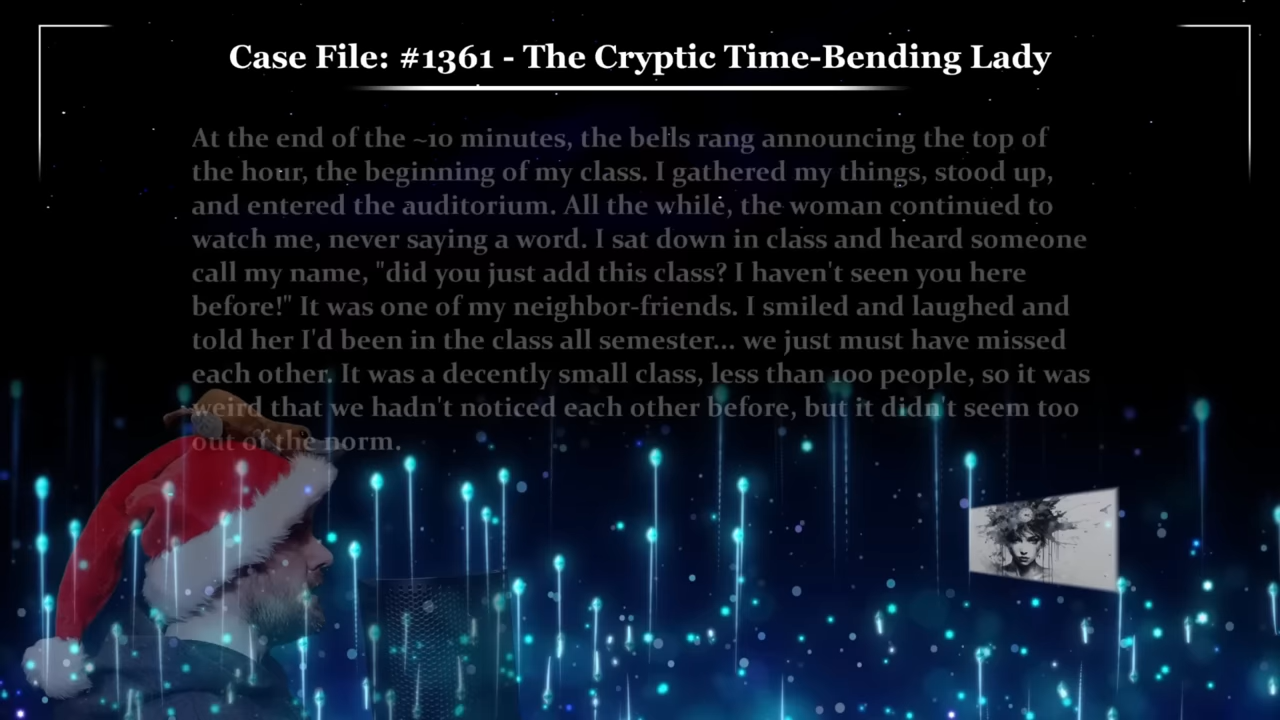 Case File: #1361 - The Cryptic Time-Bending Lady
At the end of the ~10 minutes, the bells rang announcing the top of
the hour, the beginning of my class. I gathered my things, stood up,
and entered the auditorium. All the while, the woman continued to
watch me, never saying a word. I sat down in class and heard someone
call my name, "did you just add this class? I haven't seen you here
before!" It was one of my neighbor-friends. I smiled and laughed and
told her I'd been in the class all semester... we just must have missed
each other. It was a decently small class, less than 100 people, so it was
weird that we hadn't noticed each other before, but it didn't seem too
out of the norm.